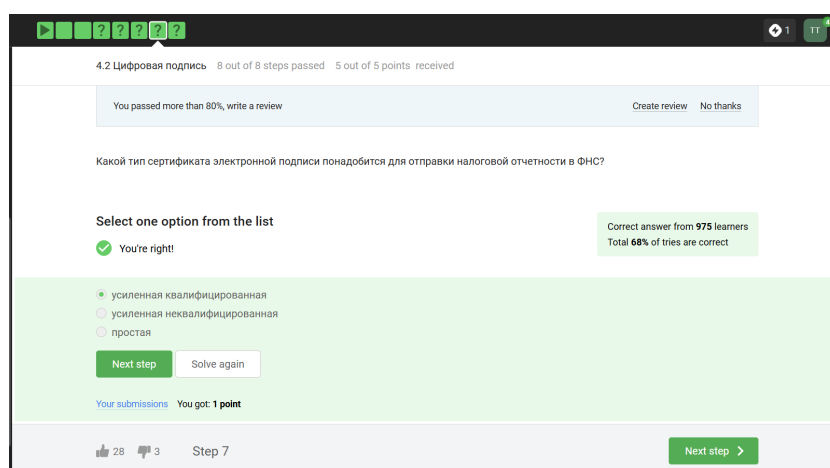 ? ? ? ? ?
1
TT
4
4.2 Цифровая подпись 8 out of 8 steps passed 5 out of 5 points received
You passed more than 80%, write a review Create review No thanks
Какой тип сертификата электронной подписи понадобится для отправки налоговой отчетности в ФНС?
Select one option from the list
You're right!
Correct answer from 975 learners
Total 68% of tries are correct
усиленная квалифицированная
усиленная неквалифицированная
простая
Next step Solve again
Your submissions You got: 1 point
28 3 Step 7 Next step